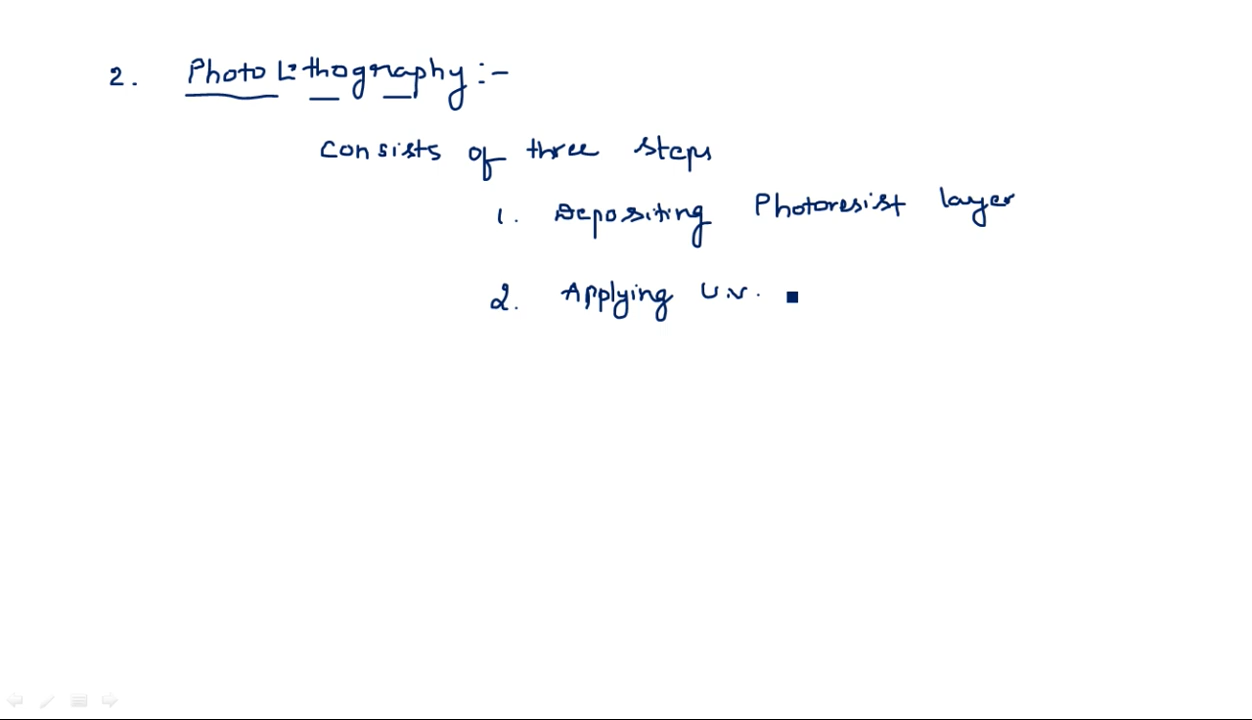 2. Photo Lithography :-
Consists of three steps
1. Depositing Photoresist layer
2. Applying U.V.